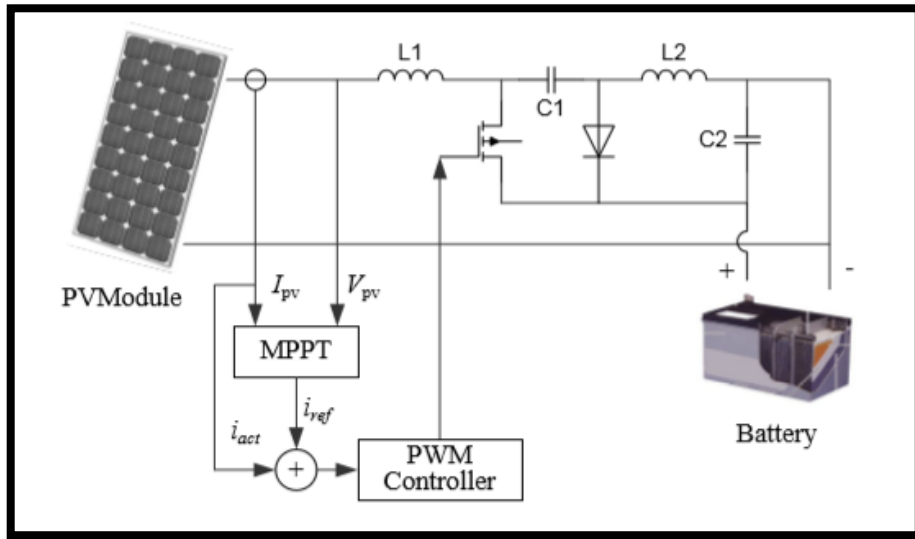 L1
L2
C1
C2
+
-
PVModule
I_pv
V_pv
MPPT
i_ref
i_act
+
PWM
Controller
Battery